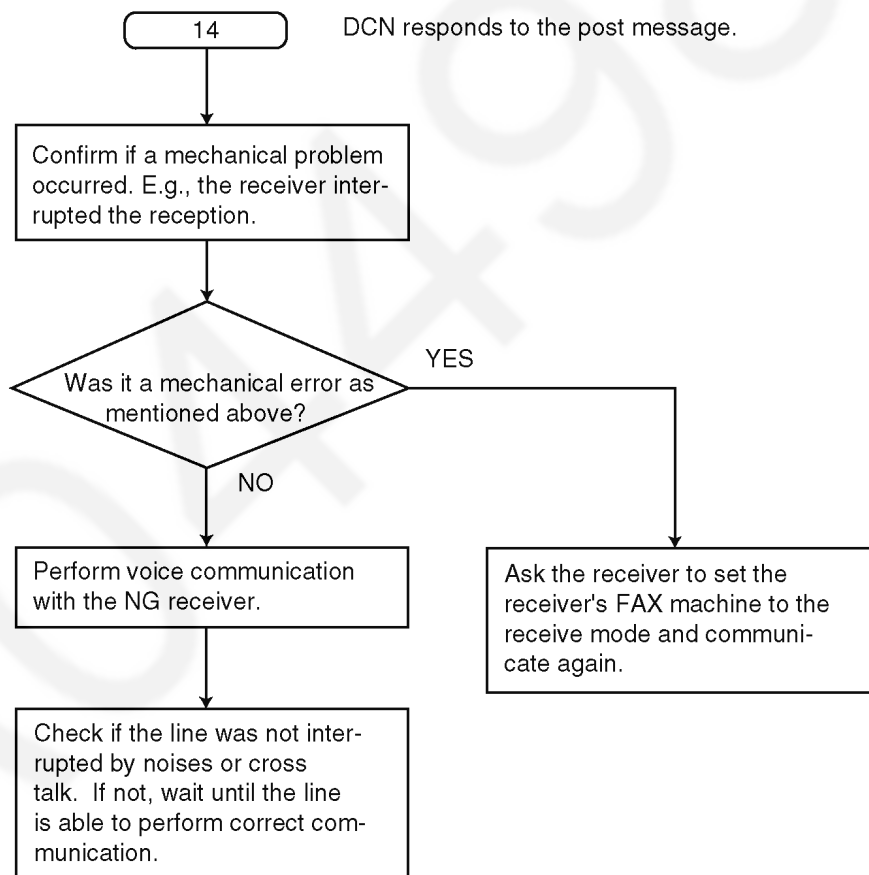 14
DCN responds to the post message.
Confirm if a mechanical problem
occurred. E.g., the receiver inter-
rupted the reception.
Was it a mechanical error as
mentioned above?
YES
NO
Perform voice communication
with the NG receiver.
Ask the receiver to set the
receiver's FAX machine to the
receive mode and communi-
cate again.
Check if the line was not inter-
rupted by noises or cross
talk.  If not, wait until the line
is able to perform correct com-
munication.